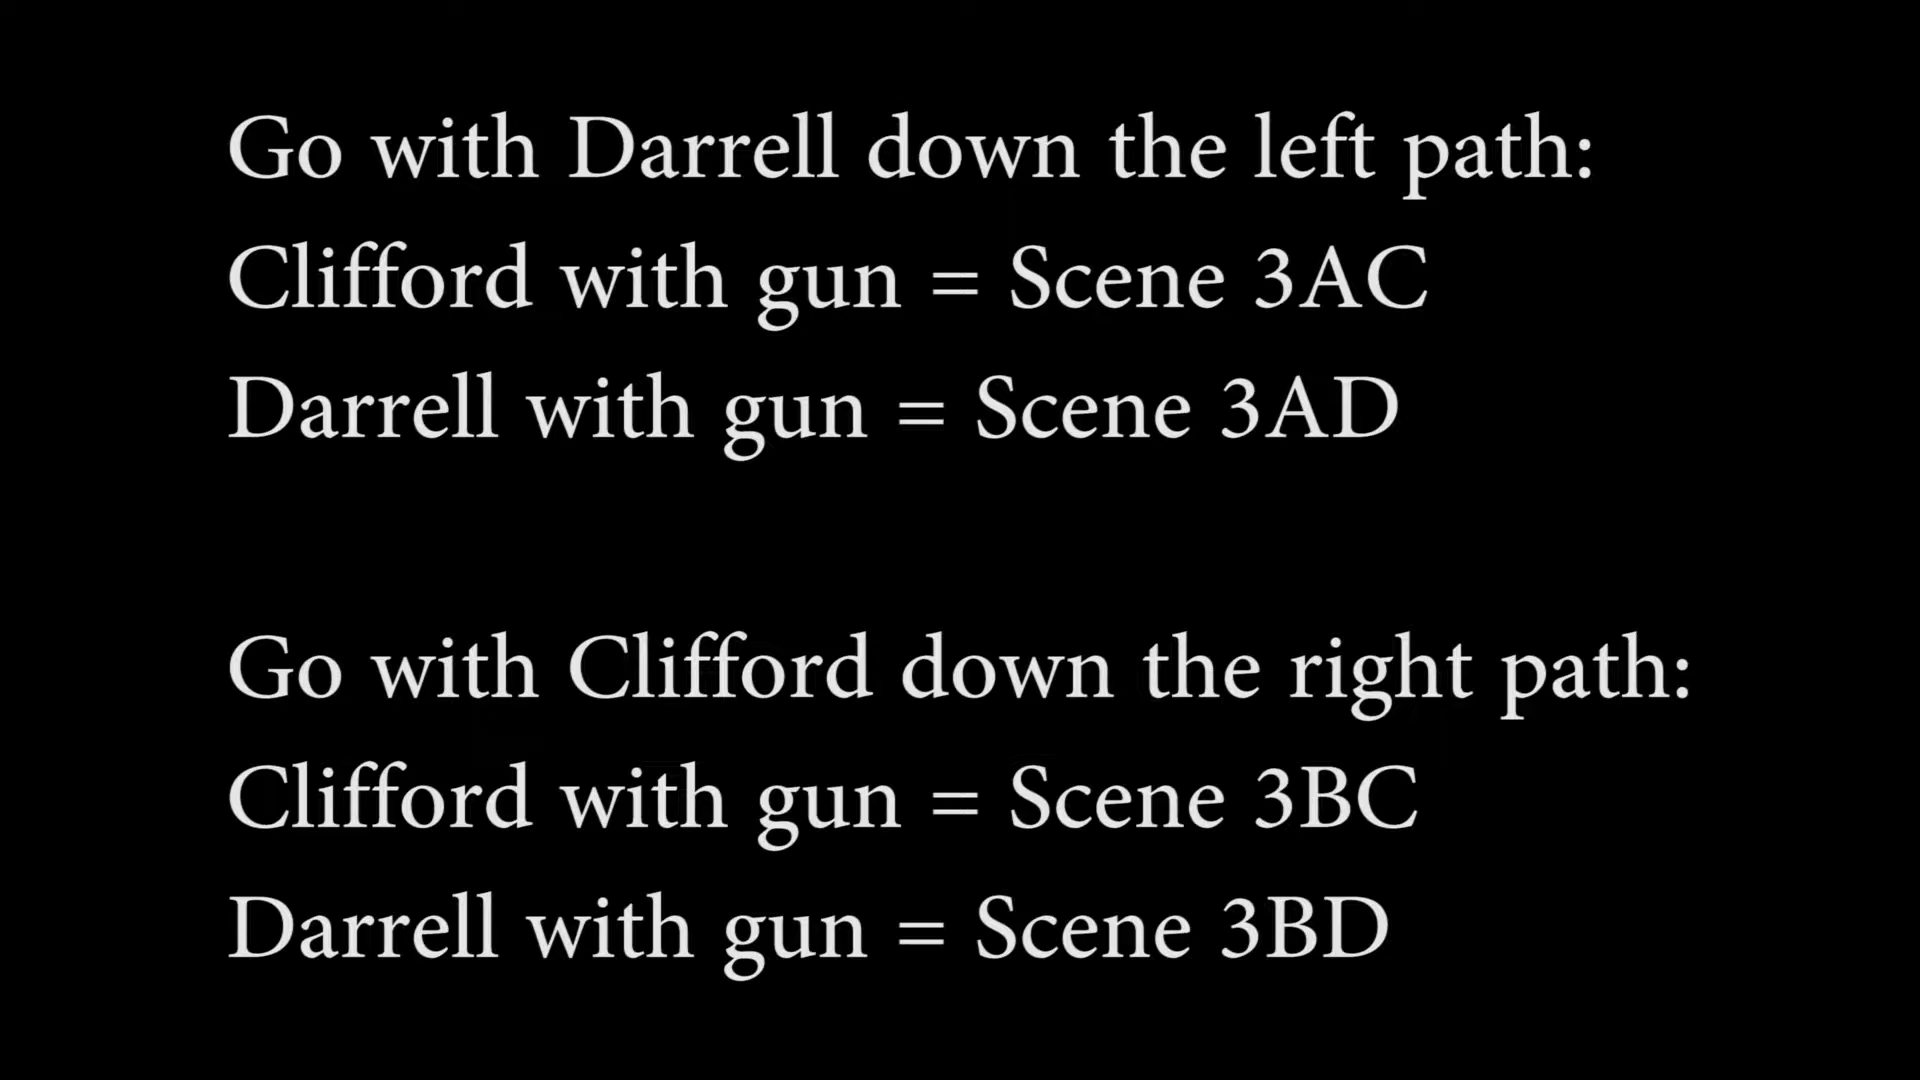 Go with Darrell down the left path:
Clifford with gun = Scene 3AC
Darrell with gun = Scene 3AD
Go with Clifford down the right path:
Clifford with gun = Scene 3BC
Darrell with gun = Scene 3BD